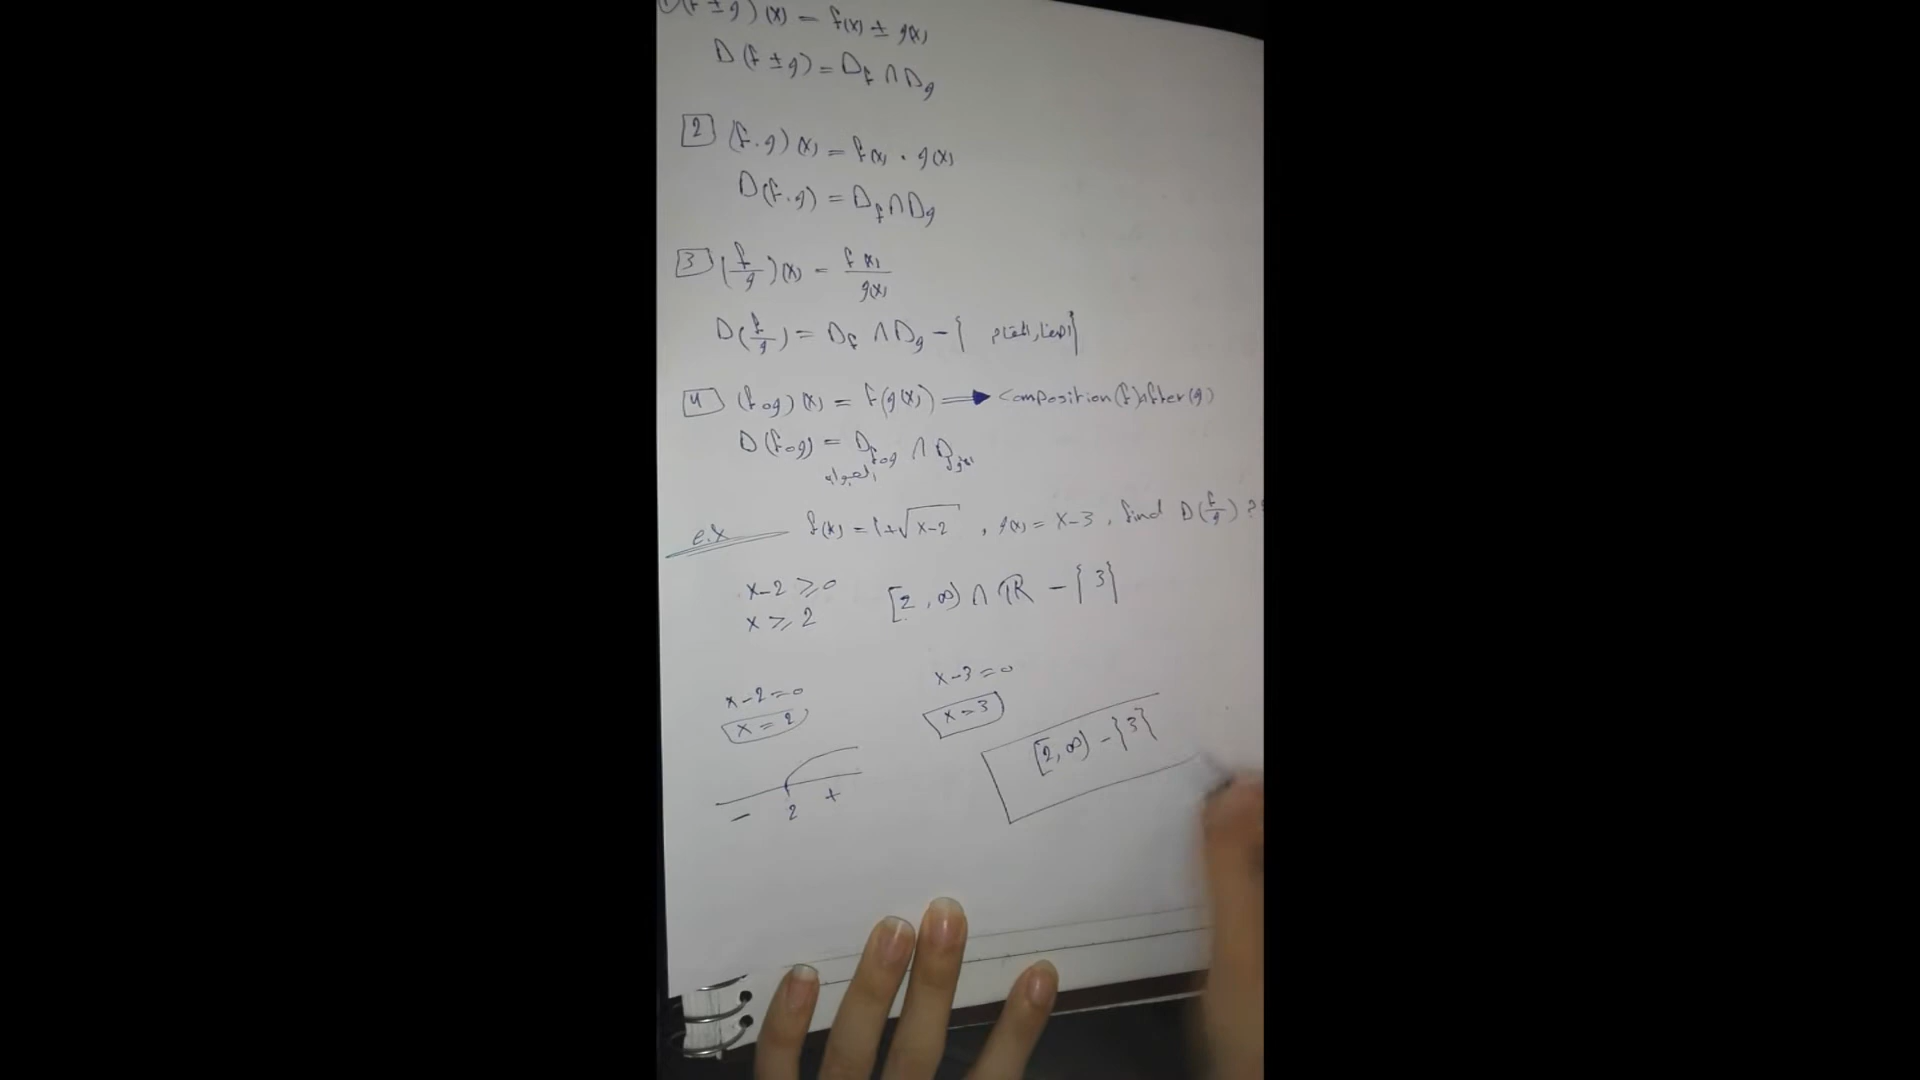 (f ± g)(x) = f(x) ± g(x)
D(f ± g) = Df ∩ Dg
2 (f . g)(x) = f(x) . g(x)
D(f . g) = Df ∩ Dg
3 (f/g)(x) = f(x)/g(x)
D(f/g) = Df ∩ Dg - { أصفار المقام }
4 (fog)(x) = f(g(x)) ⟹ Composition (f) After (g)
D(fog) = Dfog ∩ D
e.x f(x) = 1+√x-2 , g(x) = x-3 , find D(f/g) ??
x-2 ≥ 0 [2, ∞) ∩ ℝ - {3}
x ≥ 2
x-2=0 x-3=0
x = 2 x=3
[2, ∞) - {3}
- 2 +